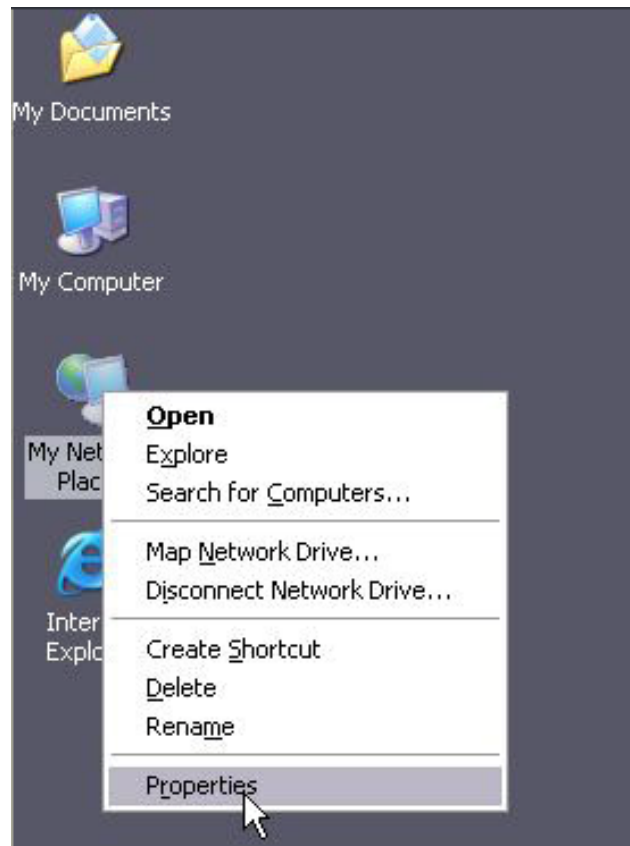 My Documents
My Computer
My Net
Plac
Open
Explore
Search for Computers...
Map Network Drive...
Disconnect Network Drive...
Create Shortcut
Delete
Rename
Properties
Inter
Explo